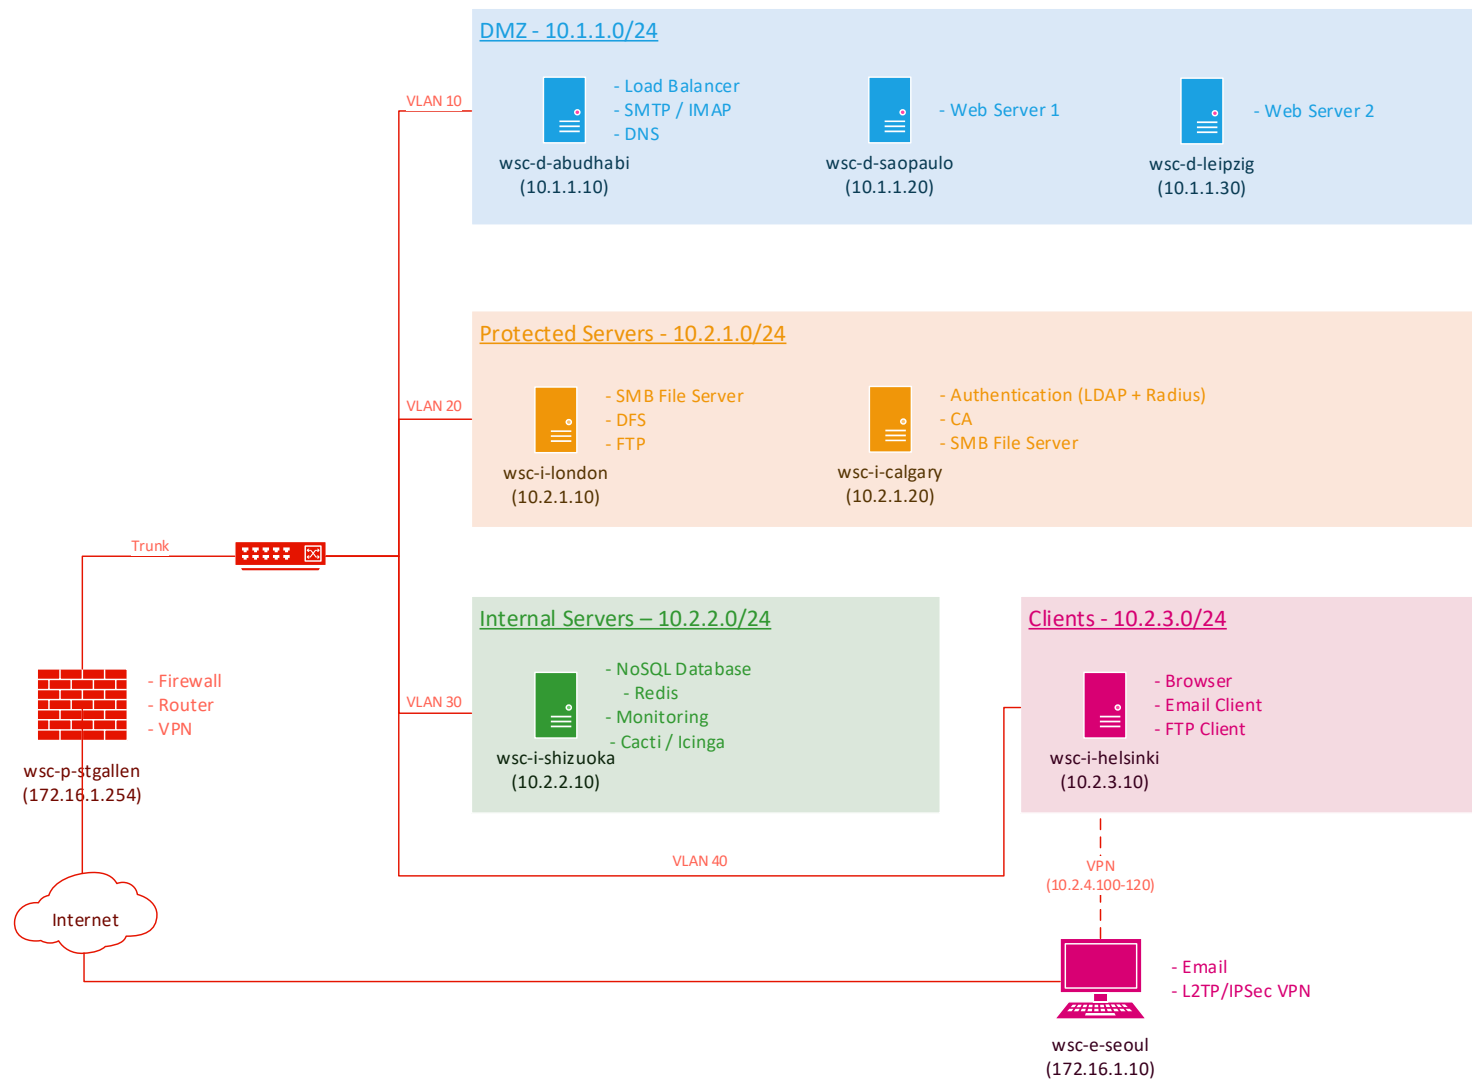 DMZ - 10.1.1.0/24
VLAN 10
- Load Balancer
- SMTP / IMAP
- DNS
wsc-d-abudhabi
(10.1.1.10)
- Web Server 1
wsc-d-saopaulo
(10.1.1.20)
- Web Server 2
wsc-d-leipzig
(10.1.1.30)
Protected Servers - 10.2.1.0/24
VLAN 20
- SMB File Server
- DFS
- FTP
wsc-i-london
(10.2.1.10)
- Authentication (LDAP + Radius)
- CA
- SMB File Server
wsc-i-calgary
(10.2.1.20)
Trunk
Internal Servers – 10.2.2.0/24
VLAN 30
- NoSQL Database
- Redis
- Monitoring
- Cacti / Icinga
wsc-i-shizuoka
(10.2.2.10)
Clients - 10.2.3.0/24
- Browser
- Email Client
- FTP Client
wsc-i-helsinki
(10.2.3.10)
- Firewall
- Router
- VPN
wsc-p-stgallen
(172.16.1.254)
VLAN 40
VPN
(10.2.4.100-120)
Internet
- Email
- L2TP/IPSec VPN
wsc-e-seoul
(172.16.1.10)